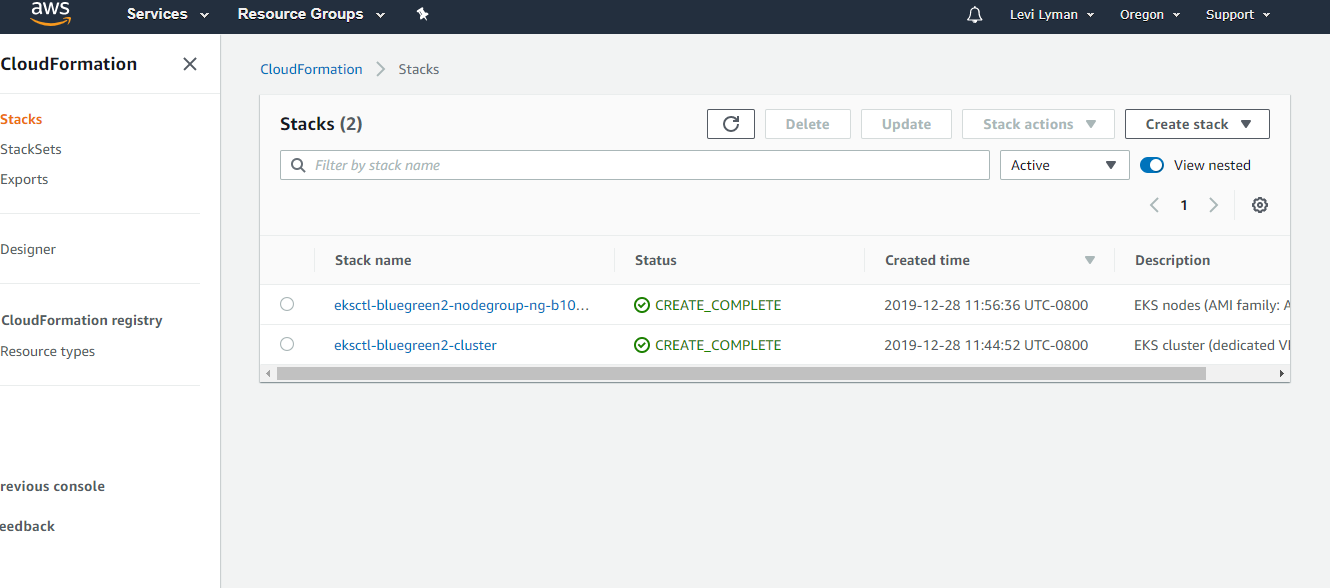 aws Services Resource Groups Levi Lyman Oregon Support
CloudFormation
Stacks
StackSets
Exports
Designer
CloudFormation registry
Resource types
revious console
eedback
CloudFormation Stacks
Stacks (2) Delete Update Stack actions Create stack
Filter by stack name Active View nested
1
Stack name Status Created time Description
eksctl-bluegreen2-nodegroup-ng-b10... CREATE_COMPLETE 2019-12-28 11:56:36 UTC-0800 EKS nodes (AMI family: A
eksctl-bluegreen2-cluster CREATE_COMPLETE 2019-12-28 11:44:52 UTC-0800 EKS cluster (dedicated V